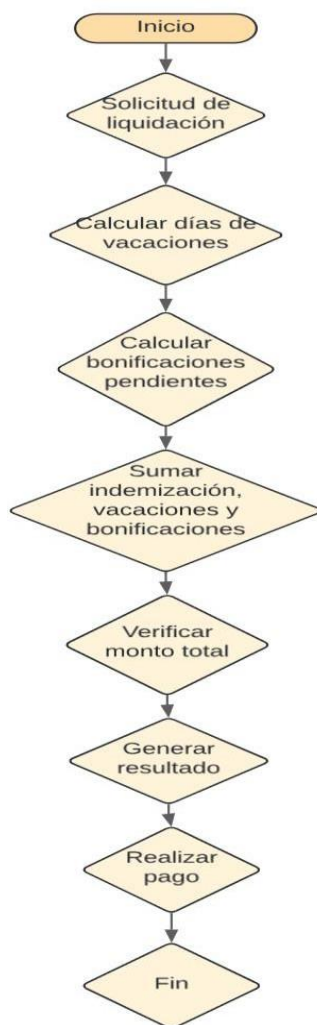 Inicio
Solicitud de
liquidación
Calcular días de
vacaciones
Calcular
bonificaciones
pendientes
Sumar
indemización,
vacaciones y
bonificaciones
Verificar
monto total
Generar
resultado
Realizar
pago
Fin